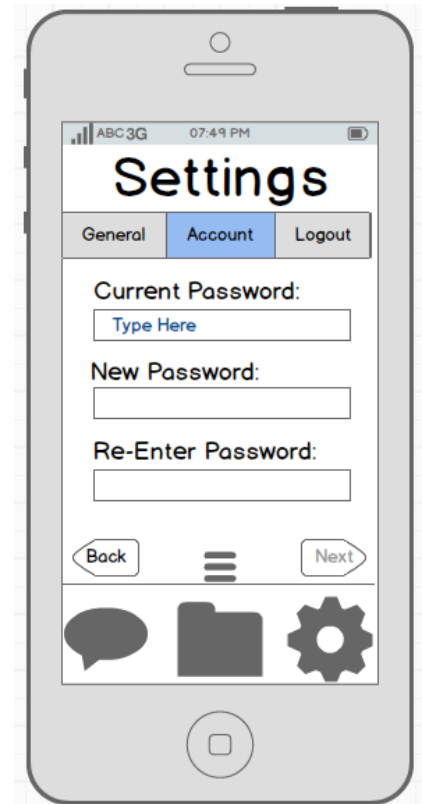 ABC 3G 07:49 PM
Settings
General Account Logout
Current Password:
Type Here
New Password:
Re-Enter Password:
Back Next